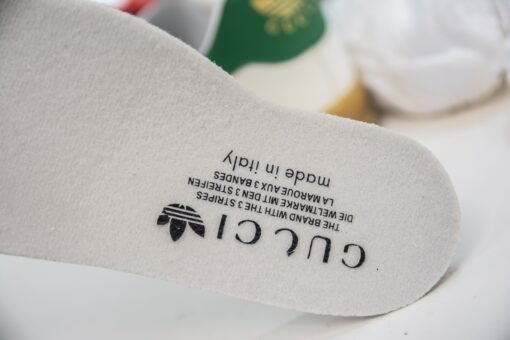 GUCCI
THE BRAND WITH THE 3 STRIPES
DIE WELTMARKE MIT DEN 3 STREIFEN
LA MARQUE AUX 3 BANDES
made in italy